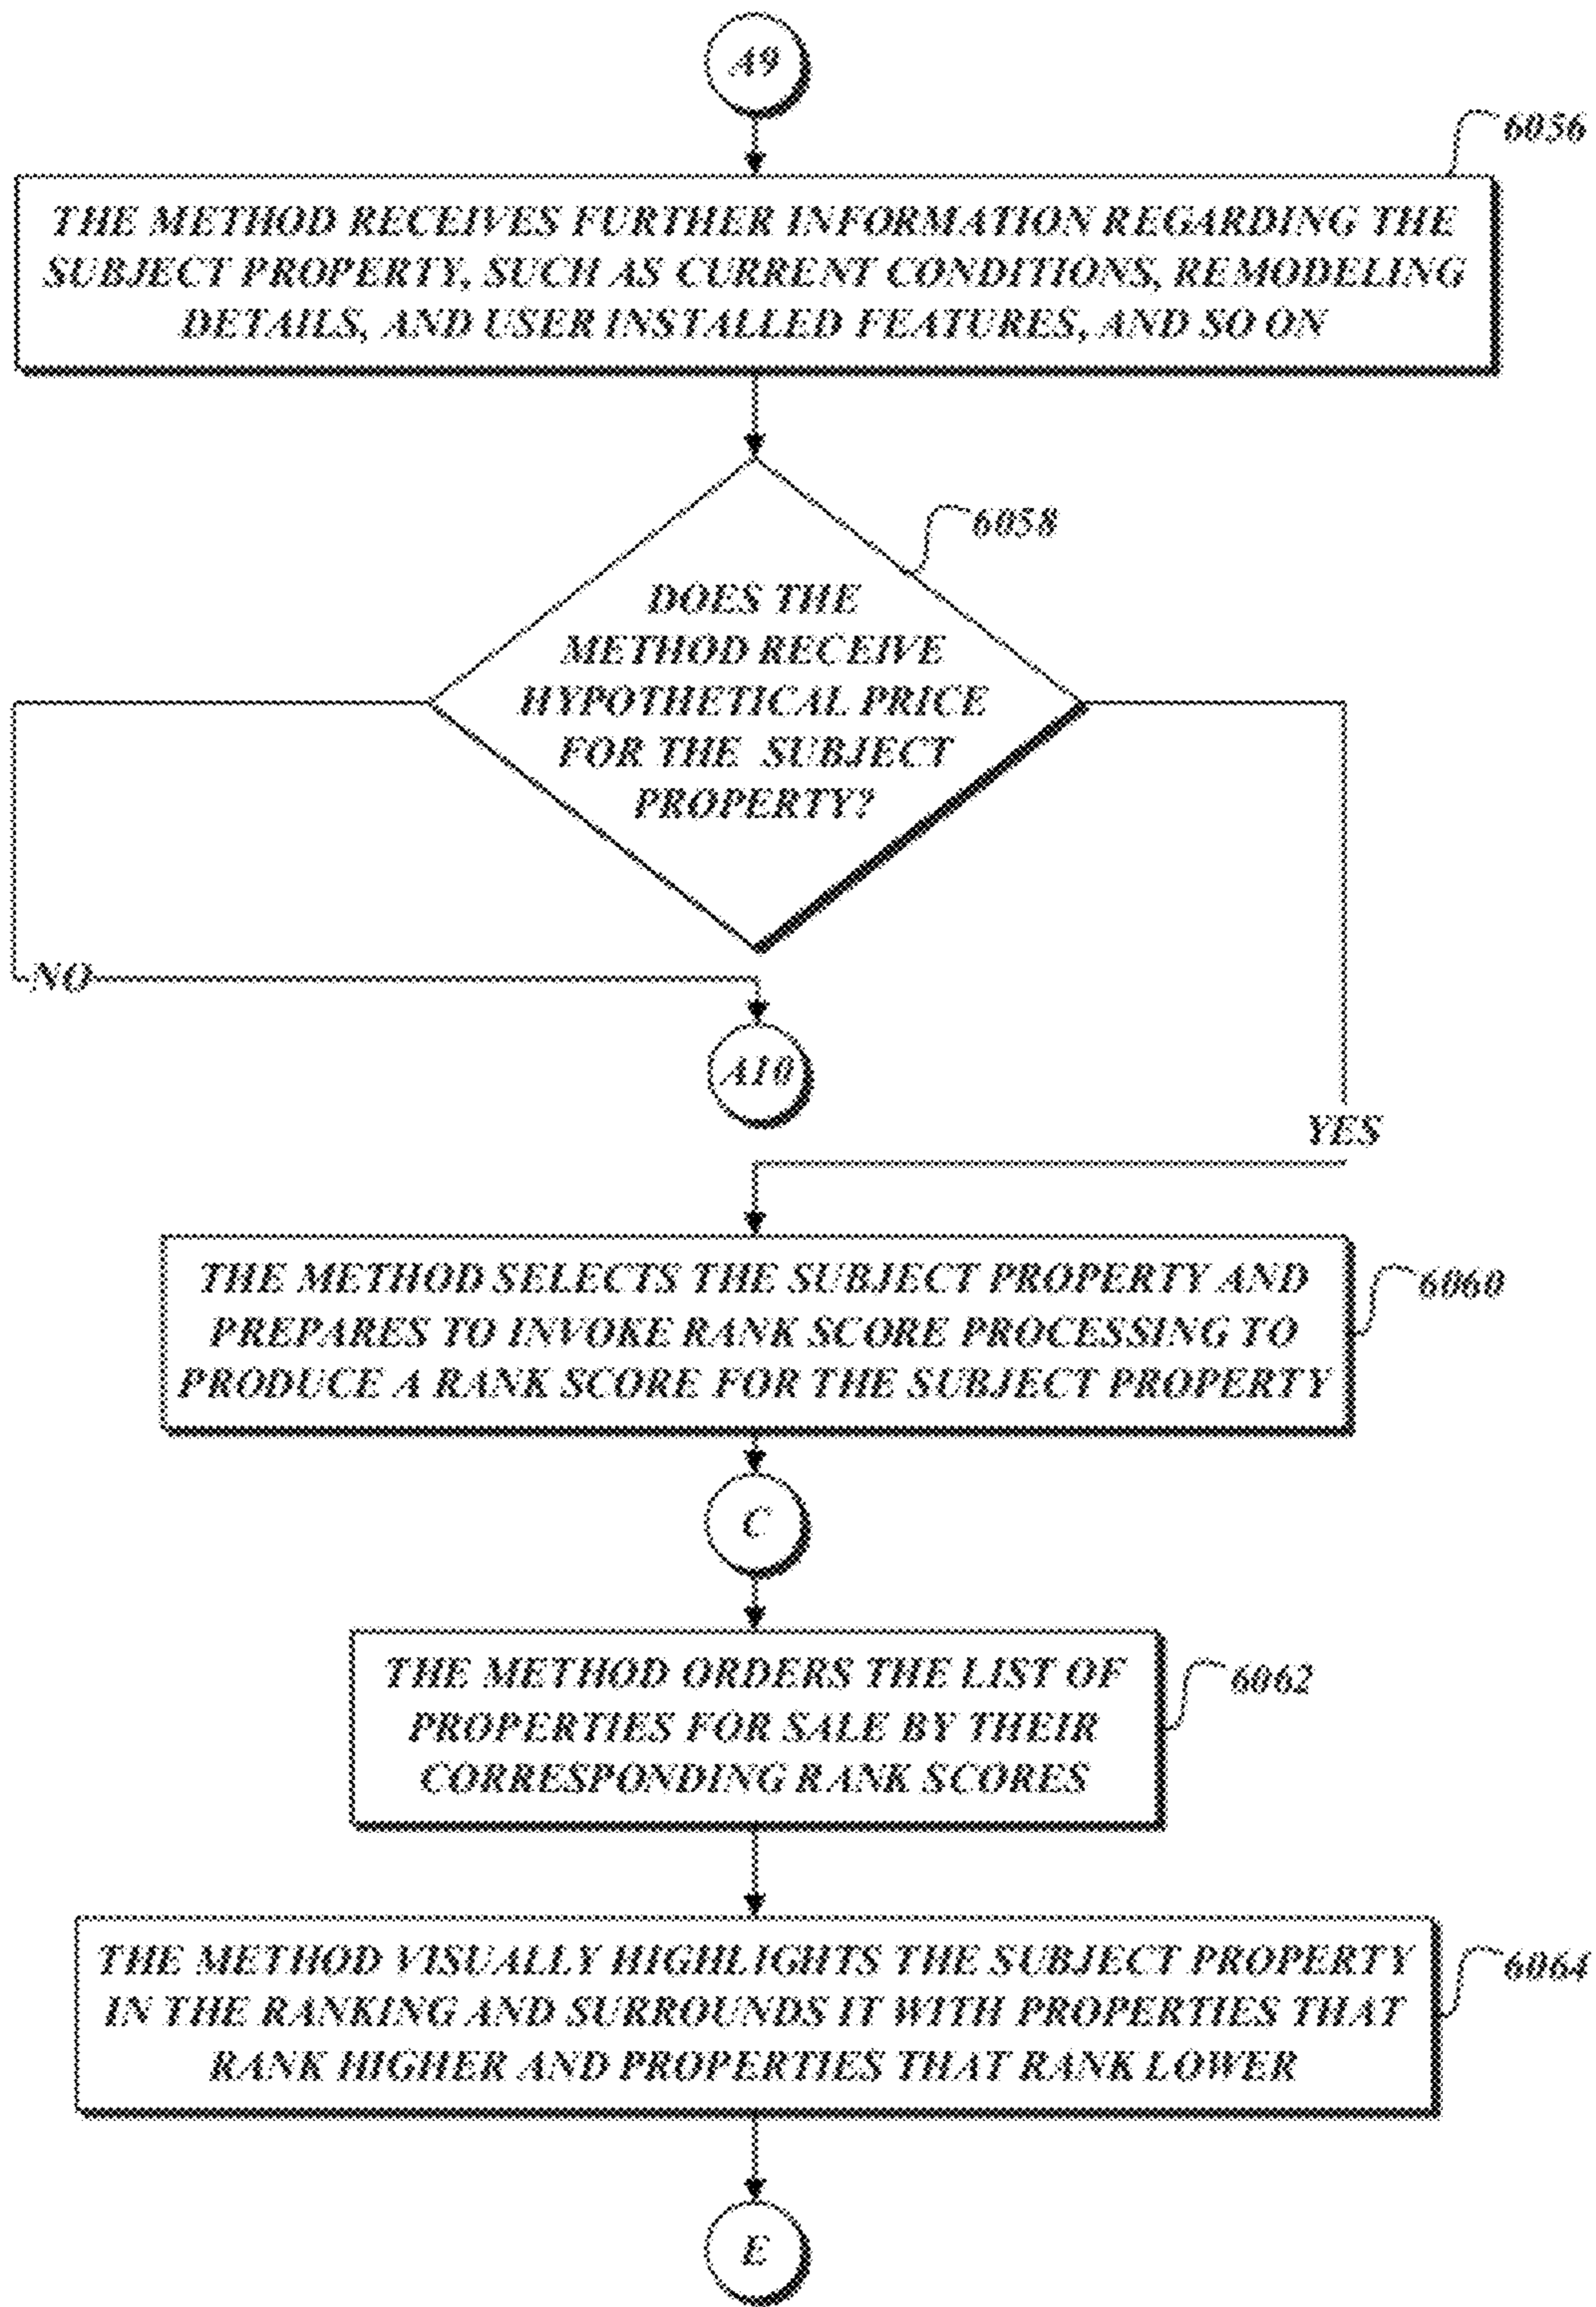 A9
6056
THE METHOD RECEIVES FURTHER INFORMATION REGARDING THE
SUBJECT PROPERTY, SUCH AS CURRENT CONDITIONS, REMODELING
DETAILS, AND USER INSTALLED FEATURES, AND SO ON
6058
DOES THE
METHOD RECEIVE
HYPOTHETICAL PRICE
FOR THE SUBJECT
PROPERTY?
NO
A10
YES
THE METHOD SELECTS THE SUBJECT PROPERTY AND
PREPARES TO INVOKE RANK SCORE PROCESSING TO
PRODUCE A RANK SCORE FOR THE SUBJECT PROPERTY
6060
C
THE METHOD ORDERS THE LIST OF
PROPERTIES FOR SALE BY THEIR
CORRESPONDING RANK SCORES
6062
THE METHOD VISUALLY HIGHLIGHTS THE SUBJECT PROPERTY
IN THE RANKING AND SURROUNDS IT WITH PROPERTIES THAT
RANK HIGHER AND PROPERTIES THAT RANK LOWER
6064
E